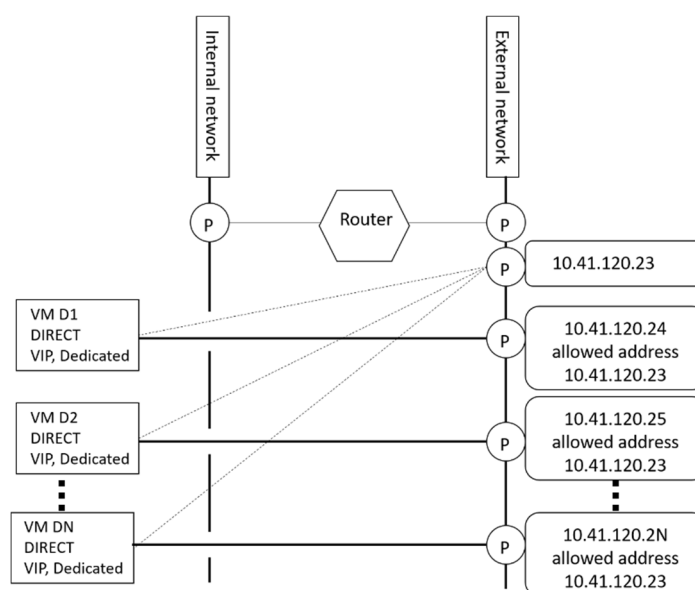 Internal network
External network
P
Router
P
P
10.41.120.23
VM D1
DIRECT
VIP, Dedicated
P
10.41.120.24
allowed address
10.41.120.23
VM D2
DIRECT
VIP, Dedicated
P
10.41.120.25
allowed address
10.41.120.23
VM DN
DIRECT
VIP, Dedicated
P
10.41.120.2N
allowed address
10.41.120.23